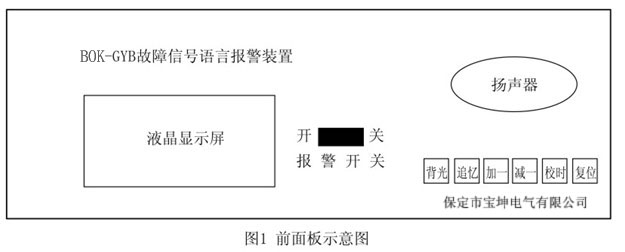 BOK-GYB故障信号语言报警装置
扬声器
液晶显示屏
开 关
报警开关
背光 追忆 加一 减一 校时 复位
保定市宝坤电气有限公司
图1 前面板示意图